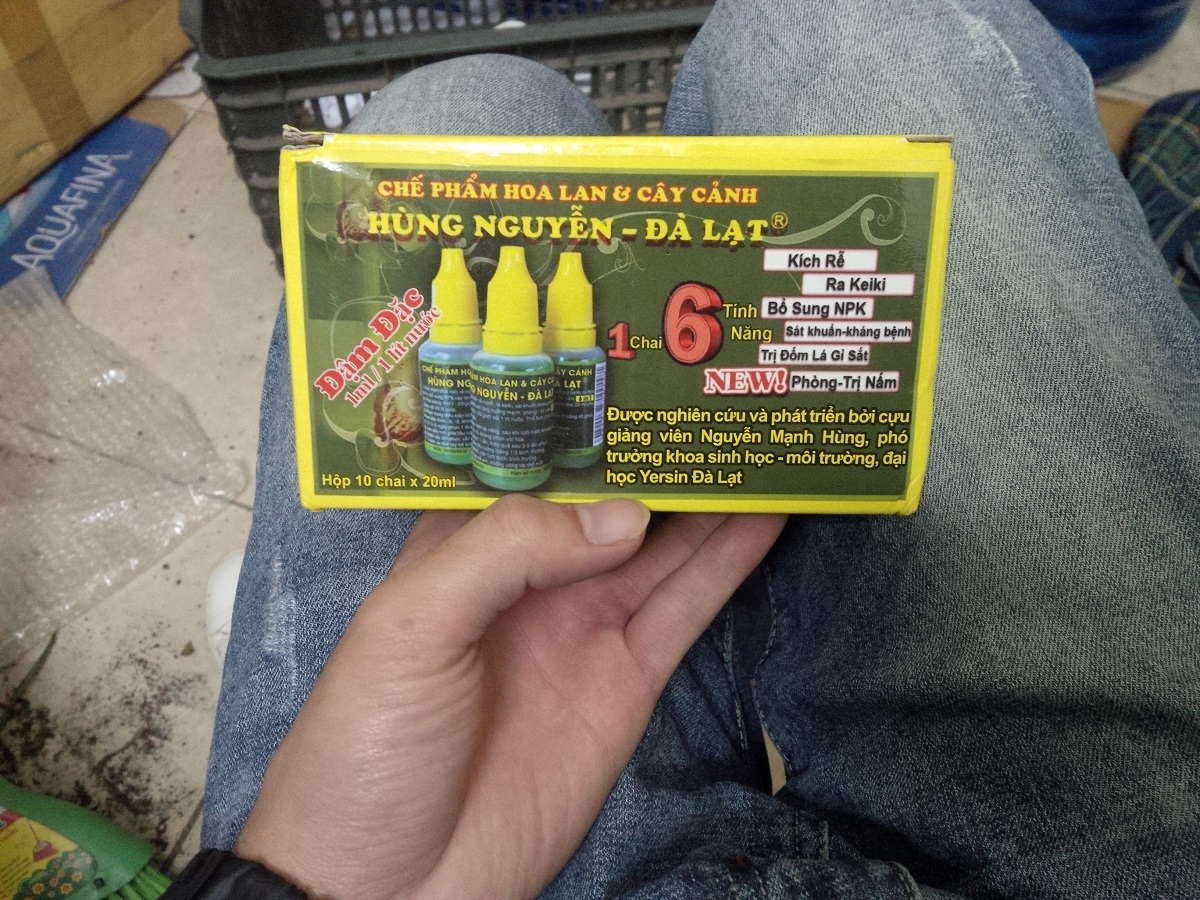 AQUAFINA
CHẾ PHẨM HOA LAN & CÂY CẢNH
HÙNG NGUYỄN – ĐÀ LẠT®
Đậm Đặc
1ml / 1 lít nước
1 Chai 6 Tính Năng
Kích Rễ
Ra Keiki
Bổ Sung NPK
Sát khuẩn-kháng bệnh
Trị Đốm Lá Gỉ Sắt
NEW! Phòng-Trị Nấm
Được nghiên cứu và phát triển bởi cựu
giảng viên Nguyễn Mạnh Hùng, phó
trưởng khoa sinh học - môi trường, đại
học Yersin Đà Lạt
Hộp 10 chai x 20ml